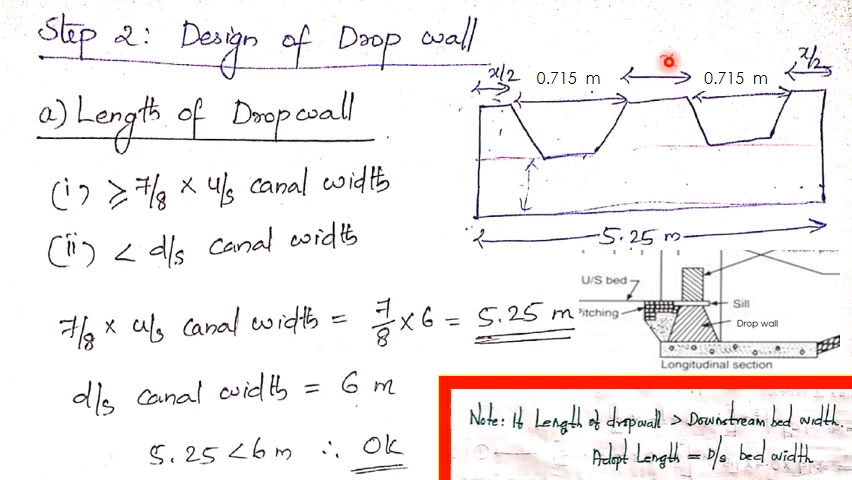 Step 2: Design of Drop wall
a) Length of Dropwall
(i) ≥ 7/8 × u/s canal width
(ii) < d/s canal width
7/8 × u/s canal width = 7/8 × 6 = 5.25 m
d/s canal width = 6 m
5.25 < 6 m ∴ OK
x/2 0.715 m 0.715 m x/2
5.25 m
U/S bed
Pitching
Sill
Drop wall
Longitudinal section
Note: If Length of dropwall > Downstream bed width.
Adopt Length = D/s bed width